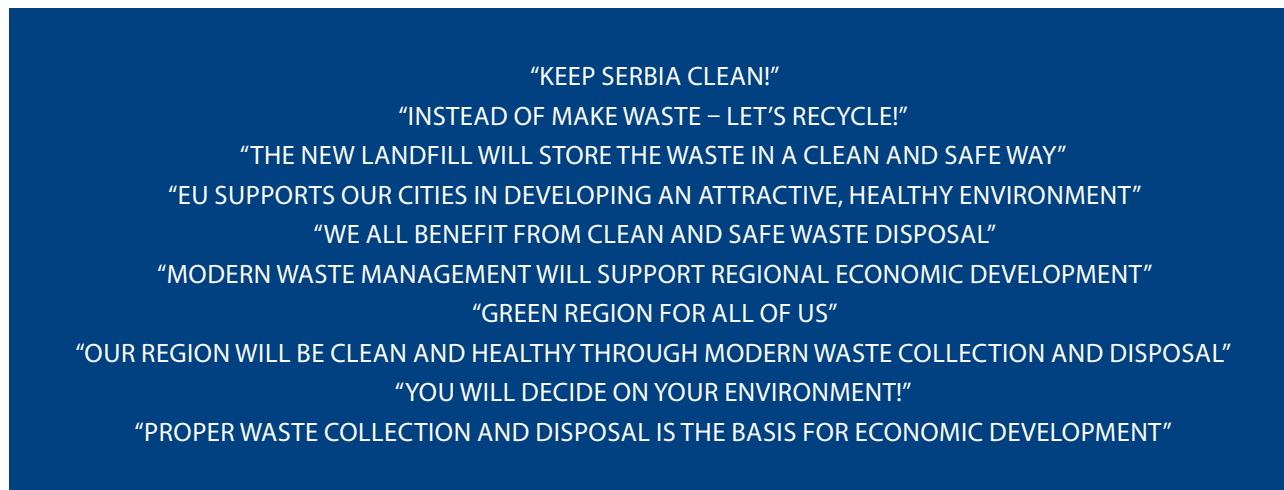 “KEEP SERBIA CLEAN!”
“INSTEAD OF MAKE WASTE – LET’S RECYCLE!”
“THE NEW LANDFILL WILL STORE THE WASTE IN A CLEAN AND SAFE WAY”
“EU SUPPORTS OUR CITIES IN DEVELOPING AN ATTRACTIVE, HEALTHY ENVIRONMENT”
“WE ALL BENEFIT FROM CLEAN AND SAFE WASTE DISPOSAL”
“MODERN WASTE MANAGEMENT WILL SUPPORT REGIONAL ECONOMIC DEVELOPMENT”
“GREEN REGION FOR ALL OF US”
“OUR REGION WILL BE CLEAN AND HEALTHY THROUGH MODERN WASTE COLLECTION AND DISPOSAL”
“YOU WILL DECIDE ON YOUR ENVIRONMENT!”
“PROPER WASTE COLLECTION AND DISPOSAL IS THE BASIS FOR ECONOMIC DEVELOPMENT”